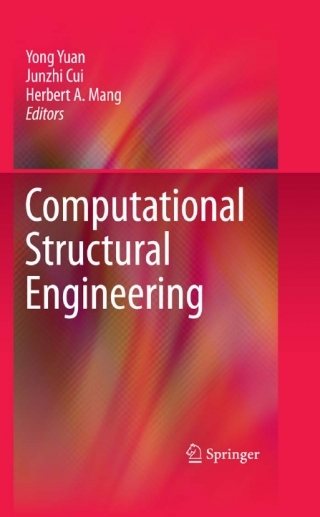 Yong Yuan
Junzhi Cui
Herbert A. Mang
Editors
Computational
Structural
Engineering
Springer